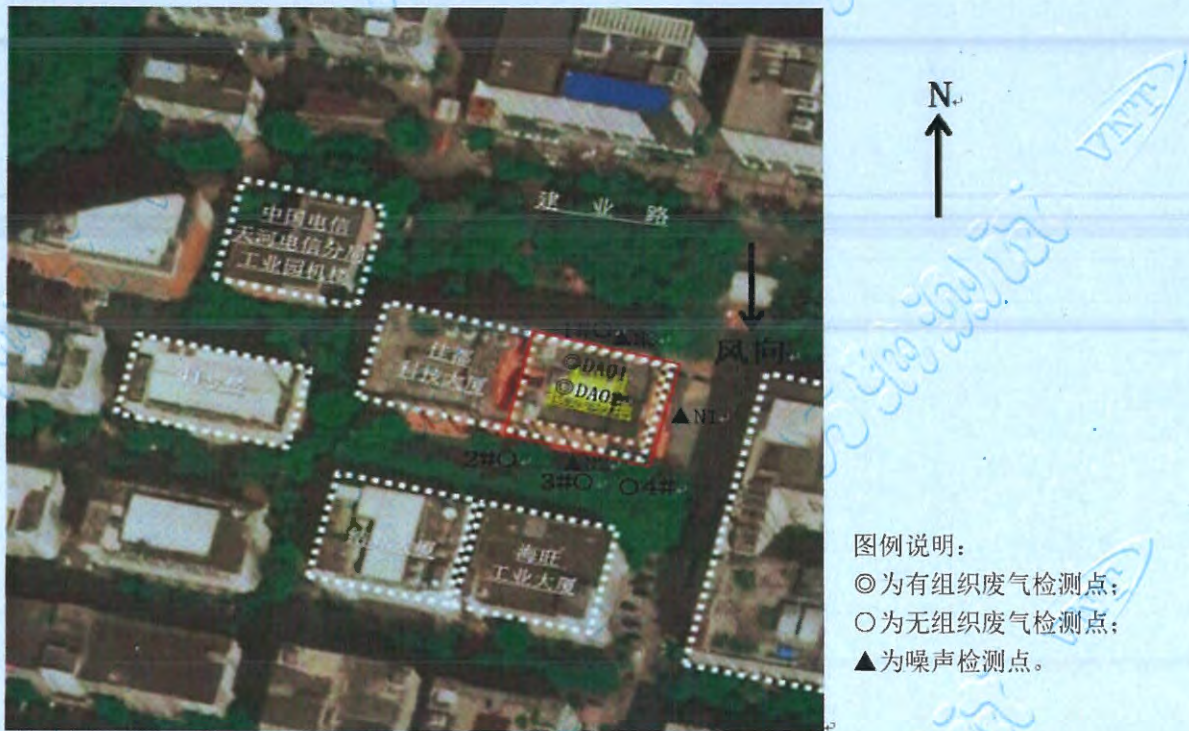 N
建 业 路
中国电信
天河电信分局
工业园机楼
风向
佳都
科技大厦
◎DA01
▲N1
2#○
3#○
○4#
海旺
工业大厦
图例说明：
◎为有组织废气检测点；
○为无组织废气检测点；
▲为噪声检测点。
VNTT